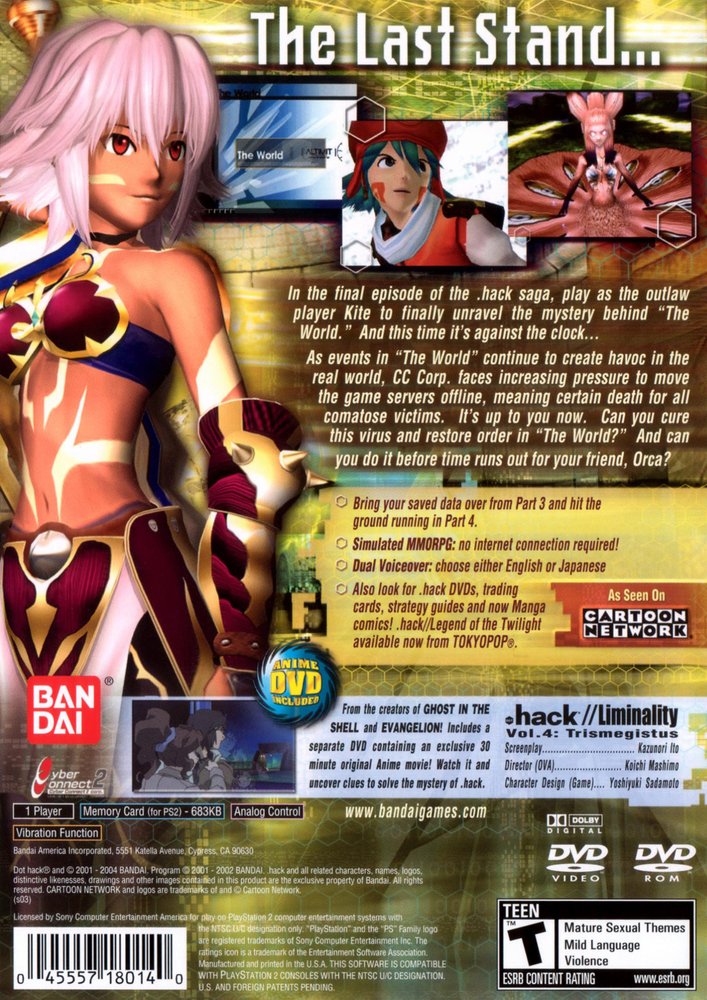 The Last Stand...
The World
The World
ALTIMIT
In the final episode of the .hack saga, play as the outlaw
player Kite to finally unravel the mystery behind "The
World." And this time it's against the clock...
As events in "The World" continue to create havoc in the
real world, CC Corp. faces increasing pressure to move
the game servers offline, meaning certain death for all
comatose victims. It's up to you now. Can you cure
this virus and restore order in "The World?" And can
you do it before time runs out for your friend, Orca?
Bring your saved data over from Part 3 and hit the
ground running in Part 4.
Simulated MMORPG: no internet connection required!
Dual Voiceover: choose either English or Japanese
Also look for .hack DVDs, trading
cards, strategy guides and now Manga
comics! .hack//Legend of the Twilight
available now from TOKYOPOP®.
As Seen On
CARTOON
NETWORK
ANIME
DVD
INCLUDED
BAN
DAI
®
From the creators of GHOST IN THE
SHELL and EVANGELION! Includes a
separate DVD containing an exclusive 30
minute original Anime movie! Watch it and
uncover clues to solve the mystery of .hack.
.hack//Liminality
Vol.4: Trismegistus
Screenplay..............................Kazunori Ito
Director (OVA)......................Koichi Mashimo
Character Design (Game)....Yoshiyuki Sadamoto
Cyber
Connect2
Cyber Connect2 Corp.
1 Player
Memory Card (for PS2) - 683KB
Analog Control
Vibration Function
www.bandaigames.com
Bandai America Incorporated, 5551 Katella Avenue, Cypress, CA 90630
Dot hack® and © 2001 - 2004 BANDAI. Program © 2001 - 2002 BANDAI. .hack and all related characters, names, logos,
distinctive likenesses, drawings and other images contained in this product are the exclusive property of Bandai. All rights
reserved. CARTOON NETWORK and logos are trademarks of and © Cartoon Network.
(s03)
Licensed by Sony Computer Entertainment America for play on PlayStation 2 computer entertainment systems with
the NTSC U/C designation only. "PlayStation" and the "PS" Family logo
are registered trademarks of Sony Computer Entertainment Inc. The
ratings icon is a trademark of the Entertainment Software Association.
Manufactured and printed in the U.S.A. THIS SOFTWARE IS COMPATIBLE
WITH PLAYSTATION 2 CONSOLES WITH THE NTSC U/C DESIGNATION.
U.S. AND FOREIGN PATENTS PENDING.
0 45557 18014 0
DOLBY
DIGITAL
DVD
VIDEO
DVD
ROM
TEEN
T
Mature Sexual Themes
Mild Language
Violence
ESRB CONTENT RATING
www.esrb.org